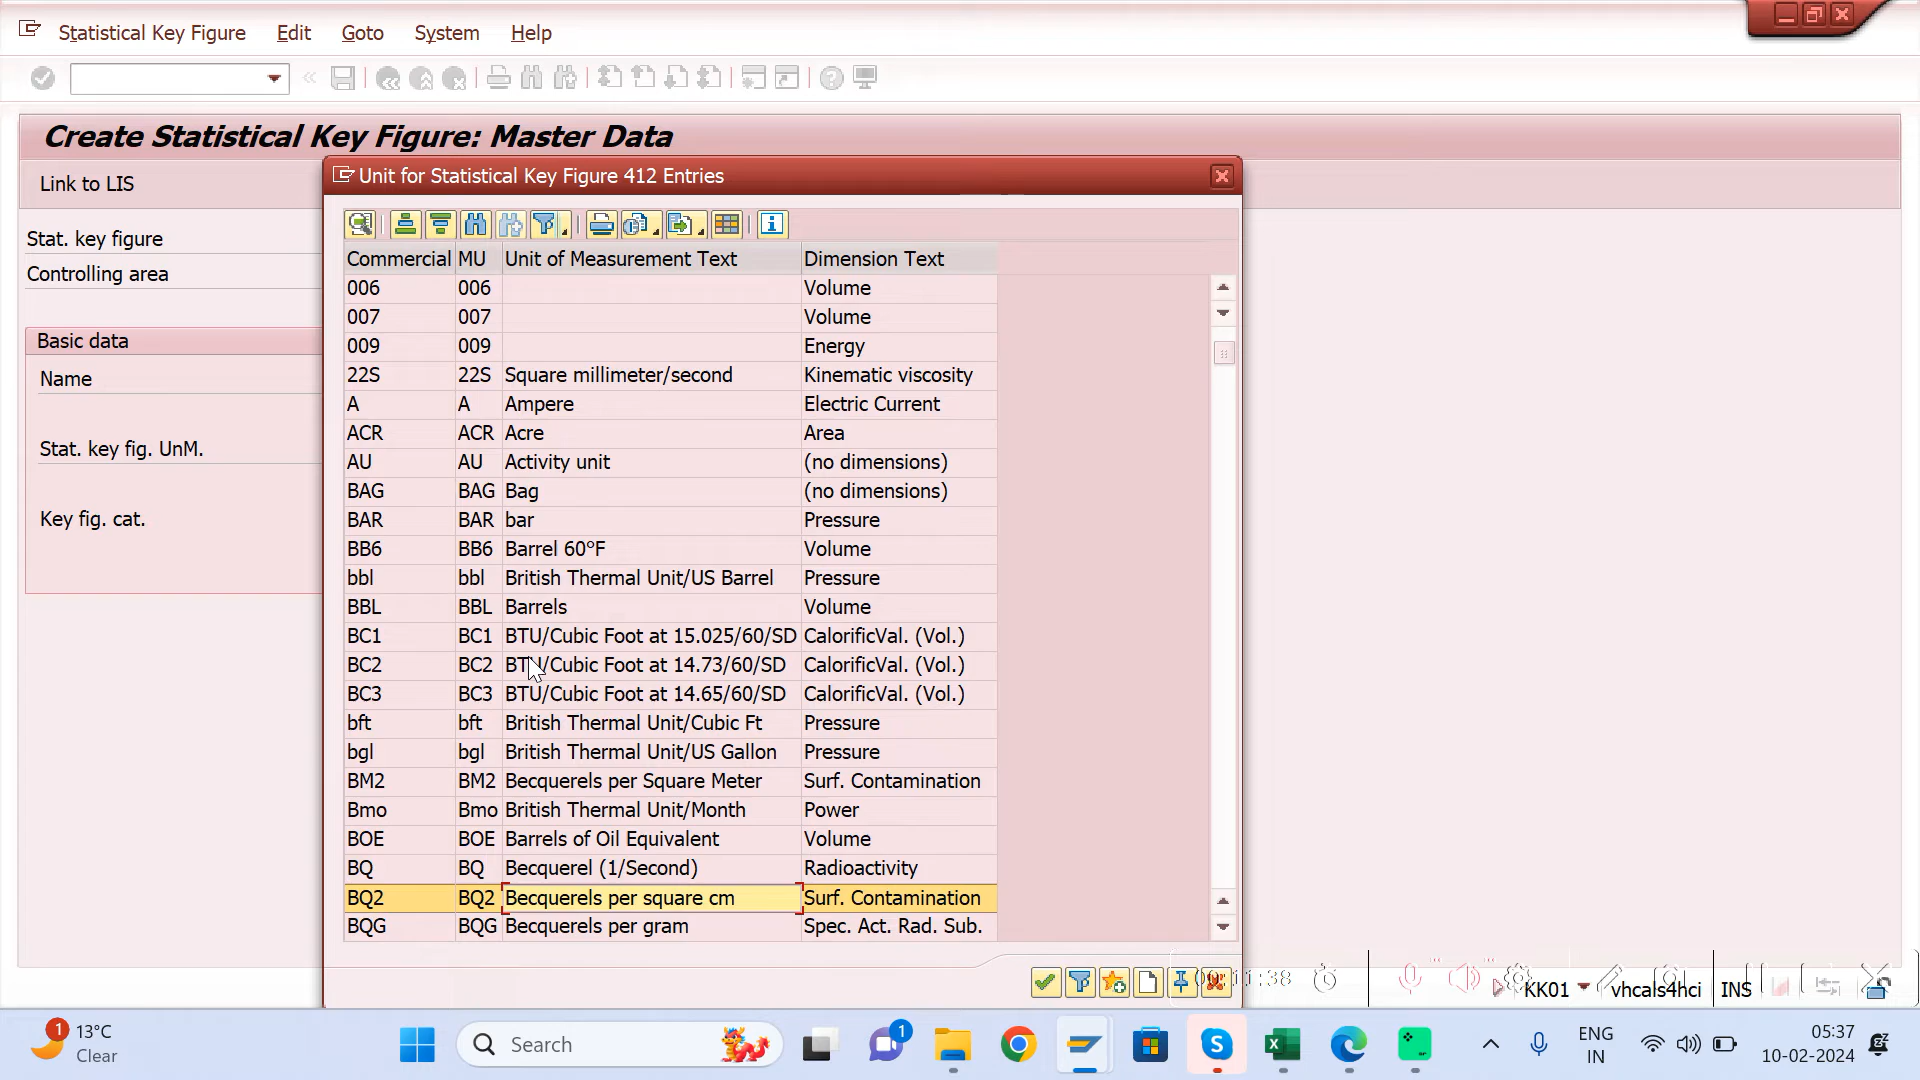 Statistical Key Figure Edit Goto System Help
Create Statistical Key Figure: Master Data
Link to LIS
Stat. key figure
Controlling area
Basic data
Name
Stat. key fig. UnM.
Key fig. cat.
Unit for Statistical Key Figure 412 Entries
Commercial MU Unit of Measurement Text Dimension Text
006 006 Volume
007 007 Volume
009 009 Energy
22S 22S Square millimeter/second Kinematic viscosity
A A Ampere Electric Current
ACR ACR Acre Area
AU AU Activity unit (no dimensions)
BAG BAG Bag (no dimensions)
BAR BAR bar Pressure
BB6 BB6 Barrel 60°F Volume
bbl bbl British Thermal Unit/US Barrel Pressure
BBL BBL Barrels Volume
BC1 BC1 BTU/Cubic Foot at 15.025/60/SD CalorificVal. (Vol.)
BC2 BC2 BTU/Cubic Foot at 14.73/60/SD CalorificVal. (Vol.)
BC3 BC3 BTU/Cubic Foot at 14.65/60/SD CalorificVal. (Vol.)
bft bft British Thermal Unit/Cubic Ft Pressure
bgl bgl British Thermal Unit/US Gallon Pressure
BM2 BM2 Becquerels per Square Meter Surf. Contamination
Bmo Bmo British Thermal Unit/Month Power
BOE BOE Barrels of Oil Equivalent Volume
BQ BQ Becquerel (1/Second) Radioactivity
BQ2 BQ2 Becquerels per square cm Surf. Contamination
BQG BQG Becquerels per gram Spec. Act. Rad. Sub.
KK01 vhcals4hci INS
1 13°C
Clear
Search
1
ENG
IN
05:37
10-02-2024